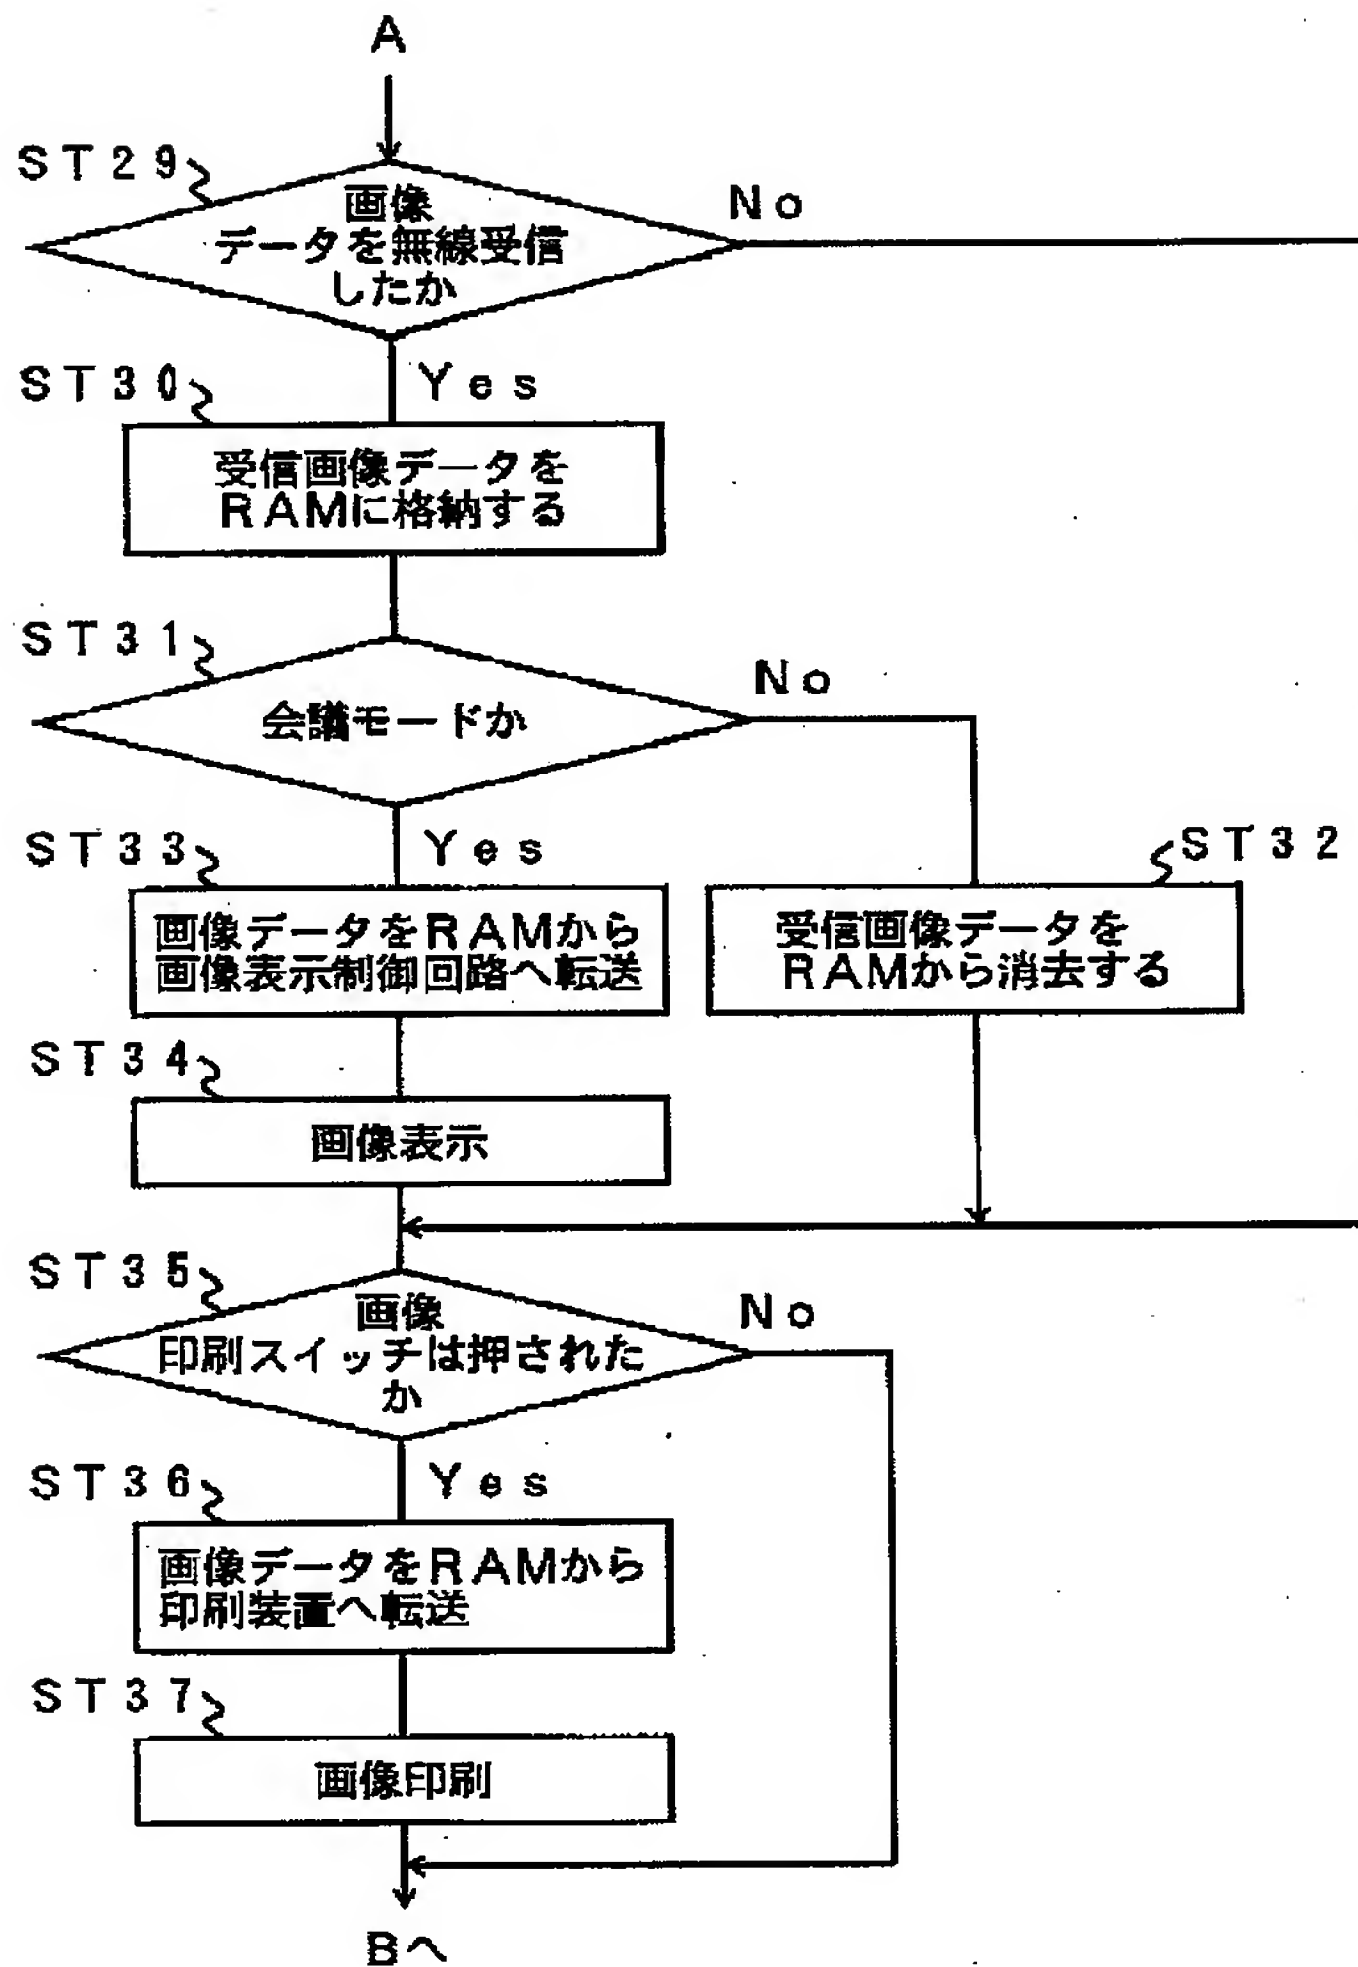 A
ST29
画像
データを無線受信
したか
No
ST30
Yes
受信画像データを
RAMに格納する
ST31
会議モードか
No
ST33
Yes
ST32
画像データをRAMから
画像表示制御回路へ転送
受信画像データを
RAMから消去する
ST34
画像表示
ST35
画像
印刷スイッチは押された
か
No
ST36
Yes
画像データをRAMから
印刷装置へ転送
ST37
画像印刷
Bへ